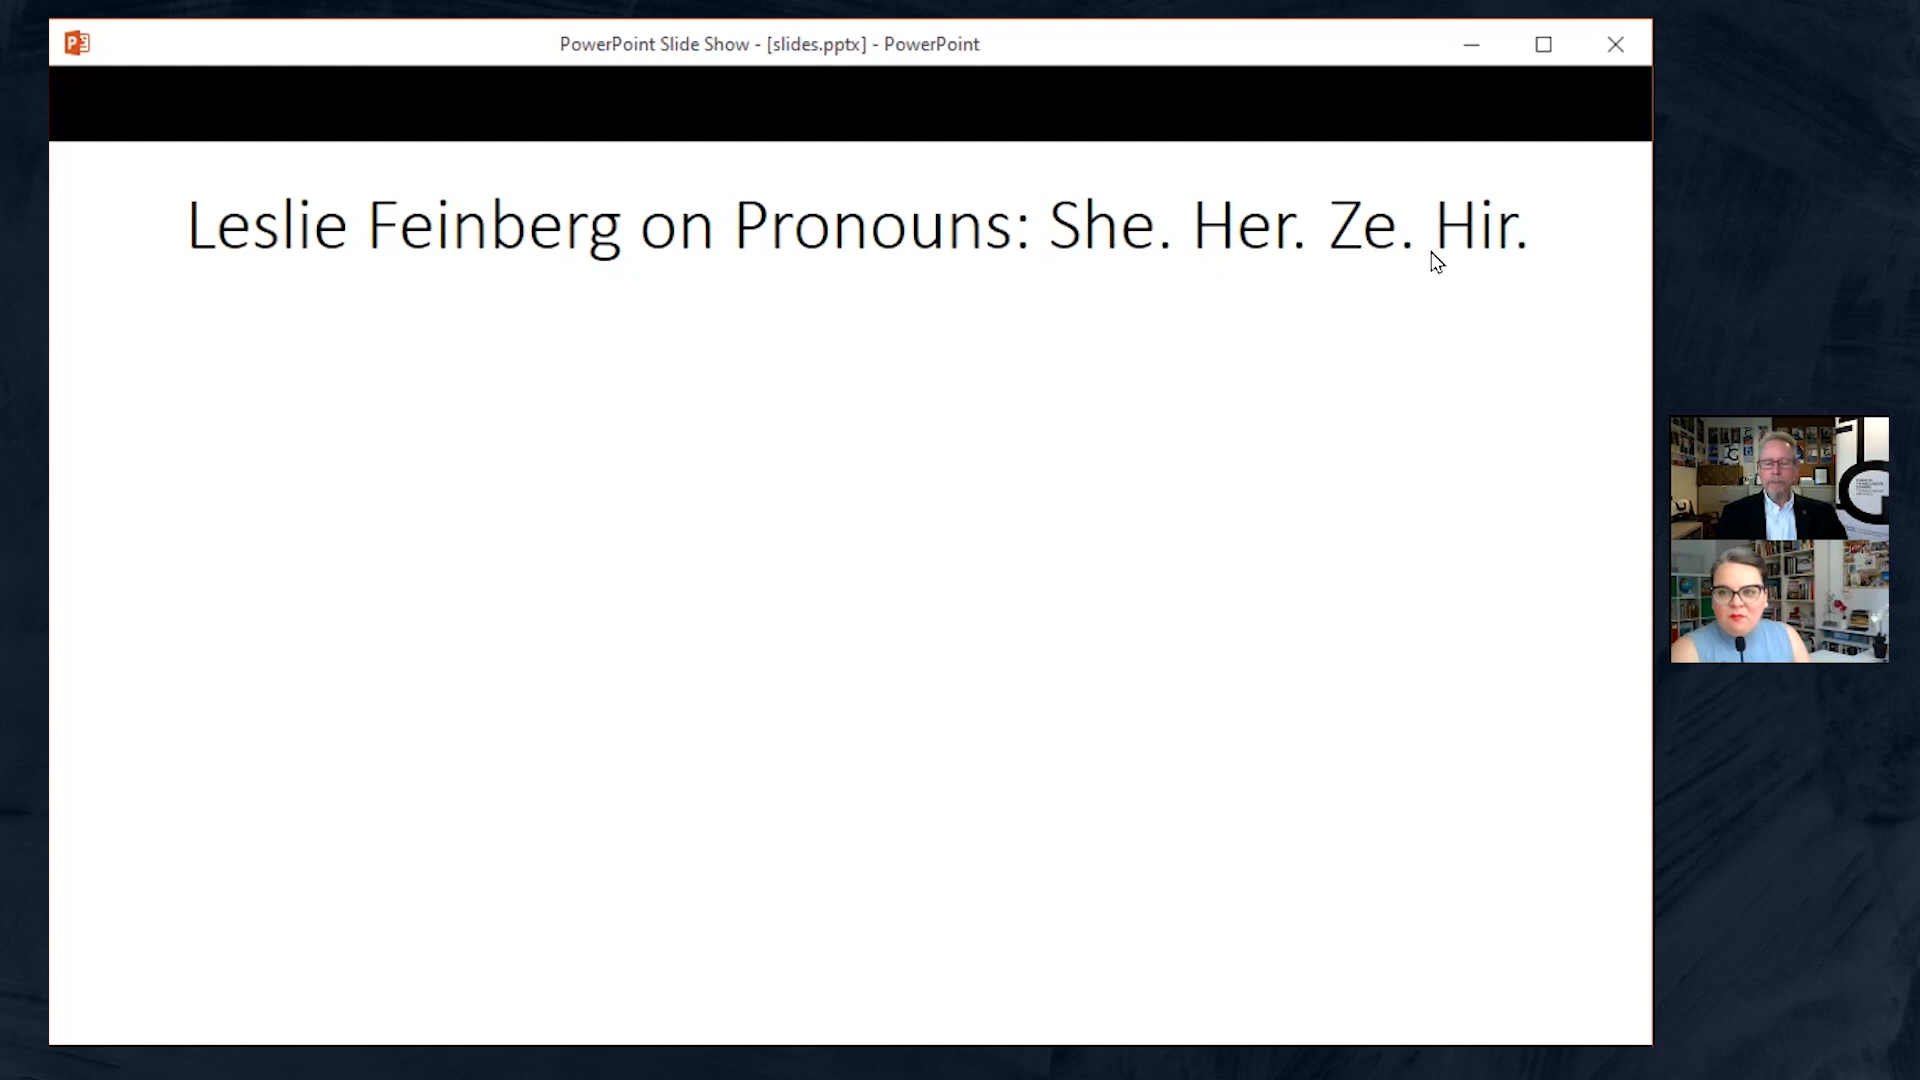 PowerPoint Slide Show - [slides.pptx] - PowerPoint
Leslie Feinberg on Pronouns: She. Her. Ze. Hir.